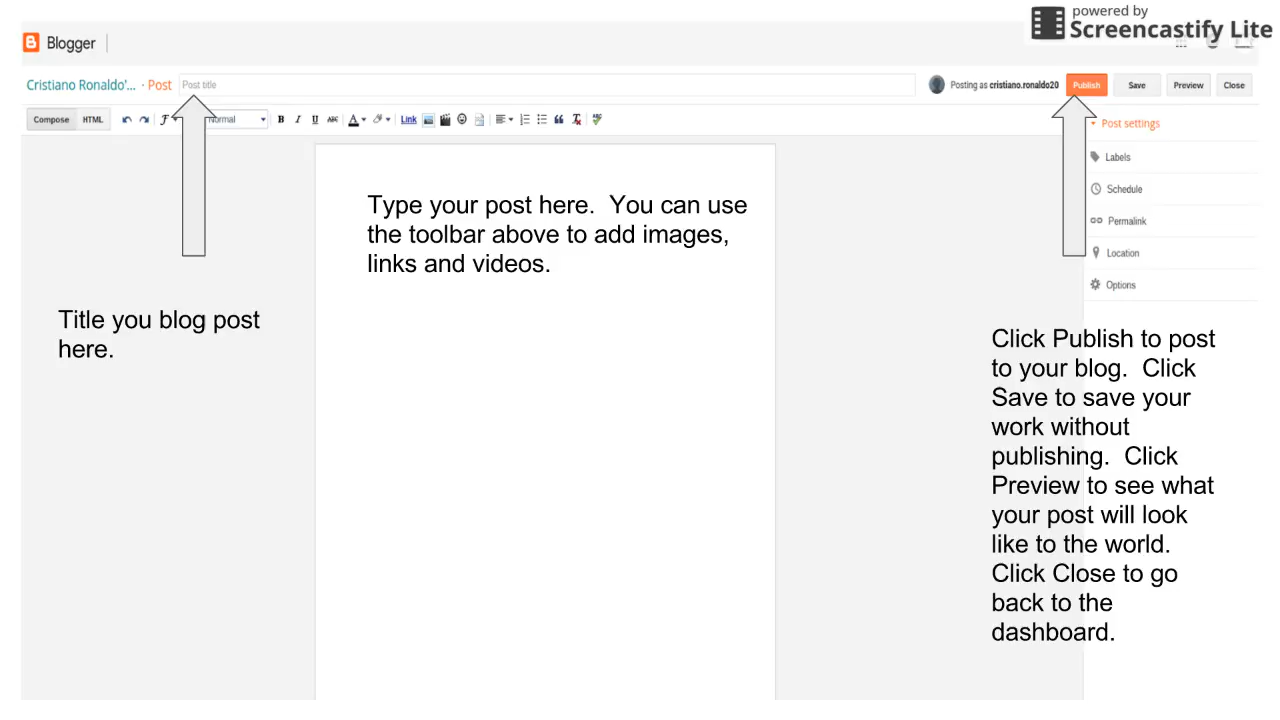 powered by
Screencastify Lite
Blogger
Cristiano Ronaldo'... · Post Post title Posting as cristiano.ronaldo20 Publish Save Preview Close
Compose HTML Normal B I U ABC A Link
Post settings
Labels
Schedule
Permalink
Location
Options
Type your post here. You can use
the toolbar above to add images,
links and videos.
Title you blog post
here.
Click Publish to post
to your blog. Click
Save to save your
work without
publishing. Click
Preview to see what
your post will look
like to the world.
Click Close to go
back to the
dashboard.